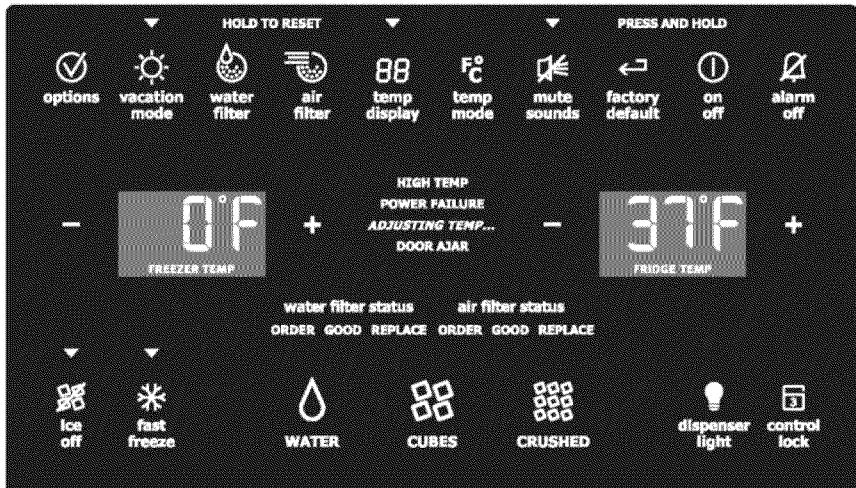 HOLD TO RESET PRESS AND HOLD
88 F°C
options vacation mode water filter air filter temp display temp mode mute sounds factory default on off alarm off
HIGH TEMP
POWER FAILURE
- 0°F + ADJUSTING TEMP... - 37°F +
DOOR AJAR
FREEZER TEMP FRIDGE TEMP
water filter status air filter status
ORDER GOOD REPLACE ORDER GOOD REPLACE
3
ice off fast freeze WATER CUBES CRUSHED dispenser light control lock